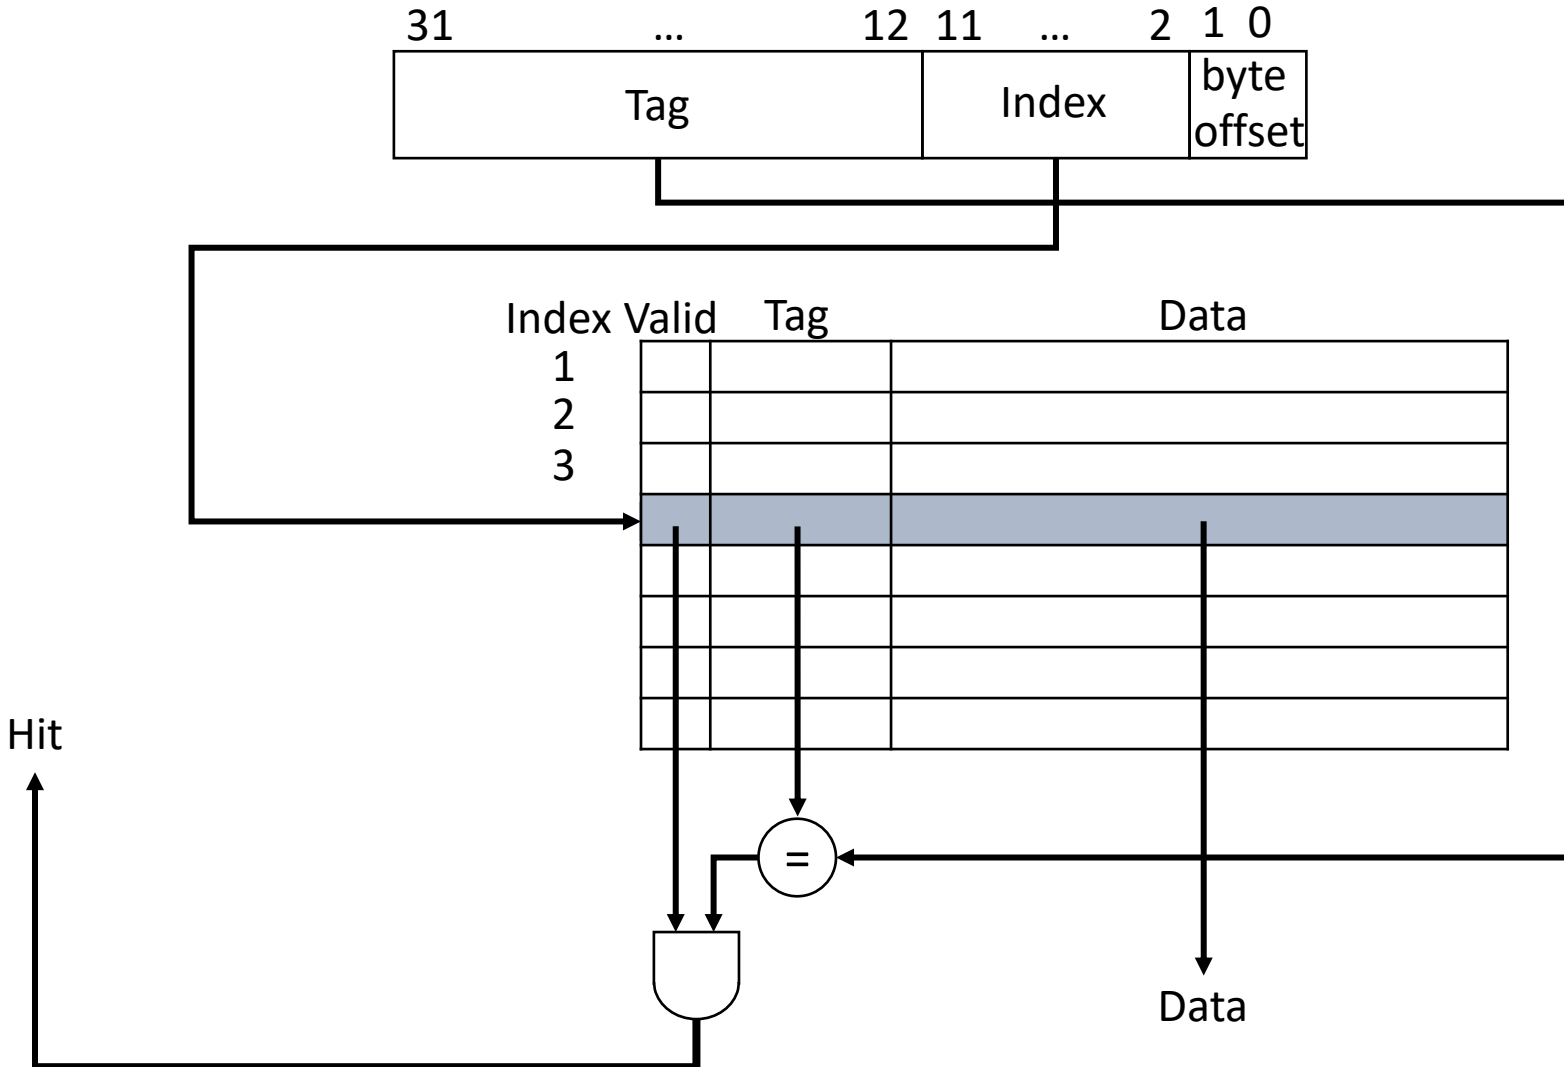 31 … 12 11 … 2 1 0
Tag Index byte offset
Index Valid Tag Data
1
2
3
Hit
=
Data